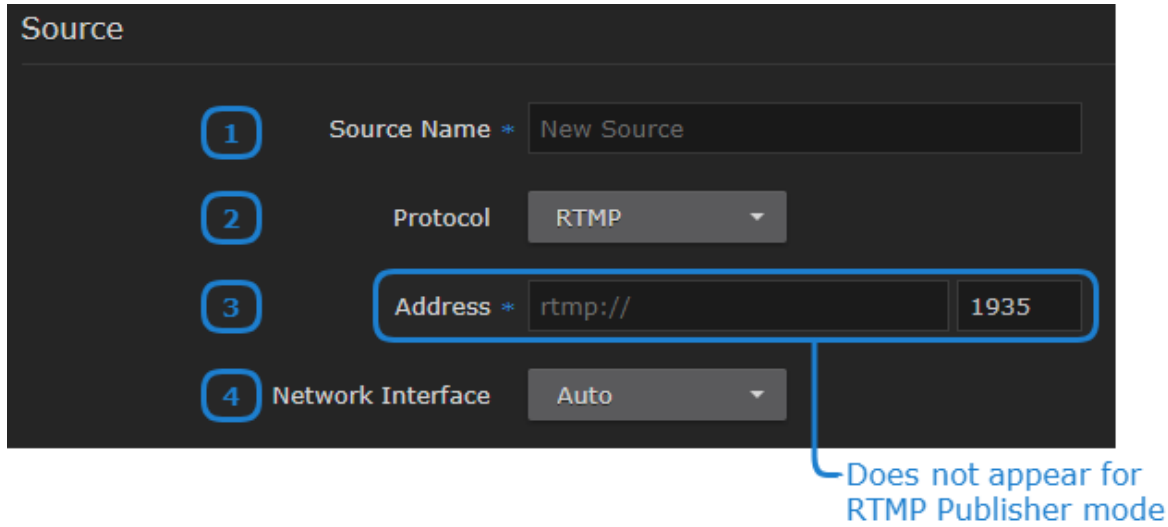 Source
1 Source Name * New Source
2 Protocol RTMP
3 Address * rtmp:// 1935
4 Network Interface Auto
Does not appear for
RTMP Publisher mode